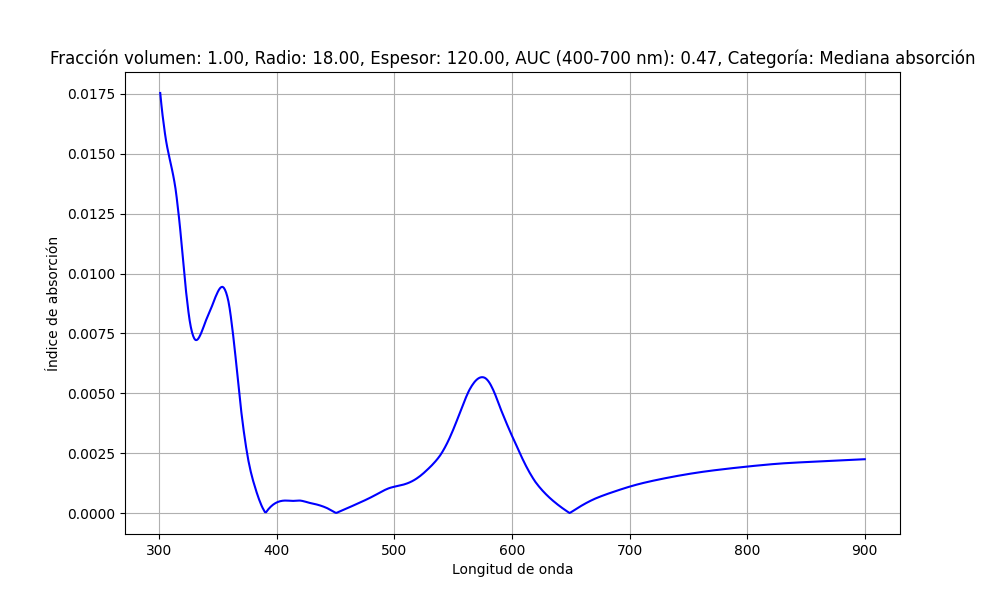 Fracción volumen: 1.00, Radio: 18.00, Espesor: 120.00, AUC (400-700 nm): 0.47, Categoría: Mediana absorción
0.0175
0.0150
0.0125
0.0100
0.0075
0.0050
0.0025
0.0000
Índice de absorción
300 400 500 600 700 800 900
Longitud de onda